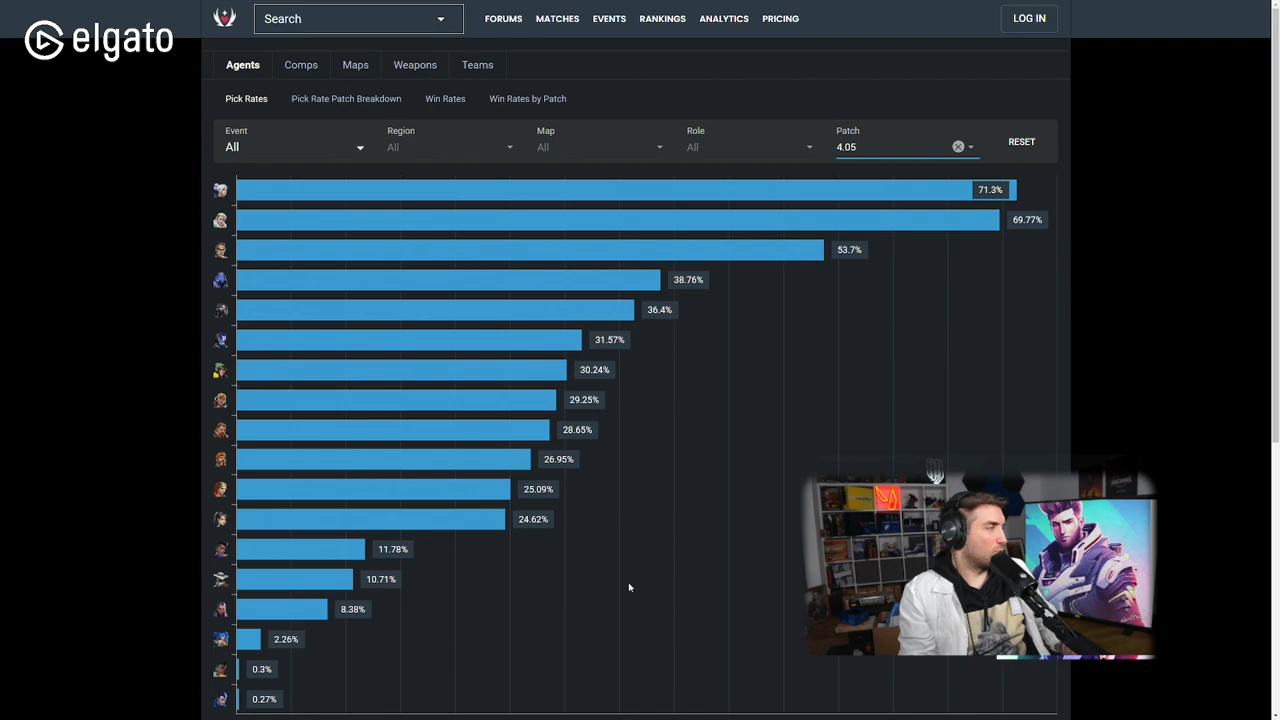 elgato
Search
FORUMS MATCHES EVENTS RANKINGS ANALYTICS PRICING
LOG IN
Agents Comps Maps Weapons Teams
Pick Rates Pick Rate Patch Breakdown Win Rates Win Rates by Patch
Event Region Map Role Patch
All All All All 4.05 RESET
71.3%
69.77%
53.7%
38.76%
36.4%
31.57%
30.24%
29.25%
28.65%
26.95%
25.09%
24.62%
11.78%
10.71%
8.38%
2.26%
0.3%
0.27%